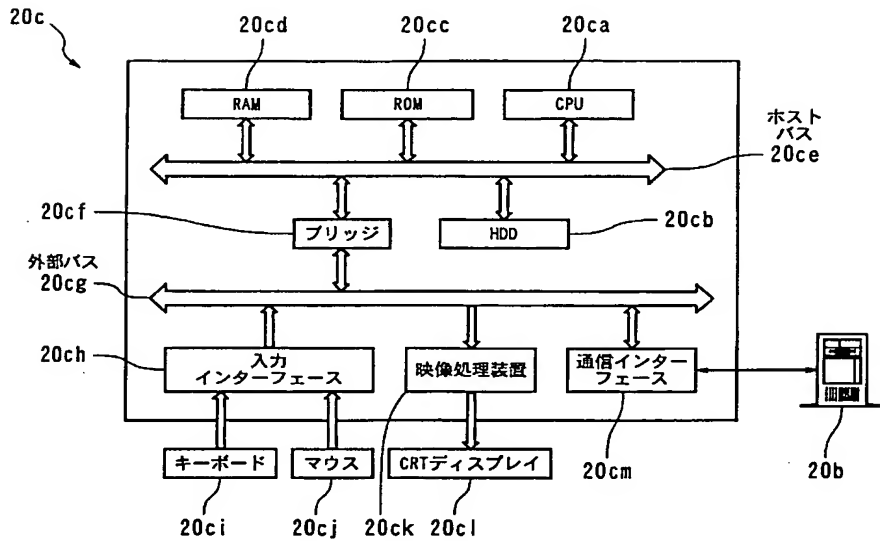 20c
20cd
20cc
20ca
RAM
ROM
CPU
ホスト
バス
20ce
20cf
ブリッジ
HDD
20cb
外部バス
20cg
20ch
入力
インターフェース
映像処理装置
通信インター
フェース
キーボード
マウス
CRTディスプレイ
20cm
20b
20ci
20cj
20ck
20cl